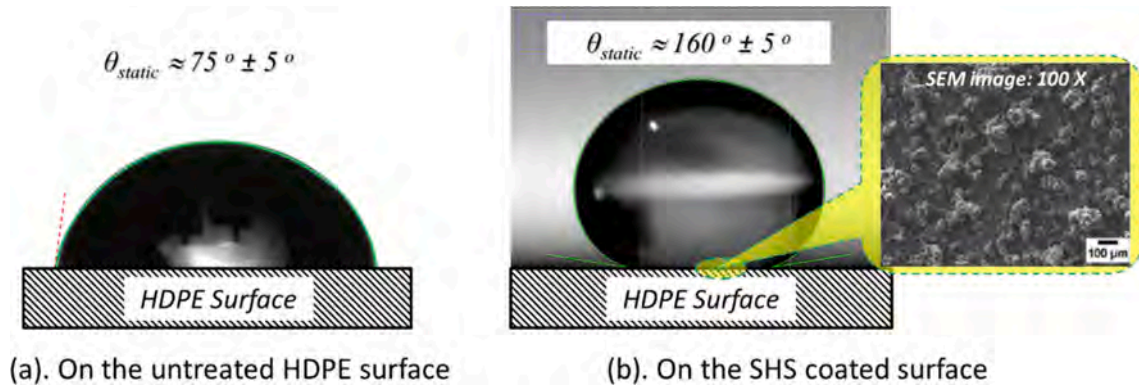 θstatic ≈ 75 ° ± 5 °
HDPE Surface
(a). On the untreated HDPE surface
θstatic ≈ 160 ° ± 5 °
SEM image: 100 X
100 μm
HDPE Surface
(b). On the SHS coated surface